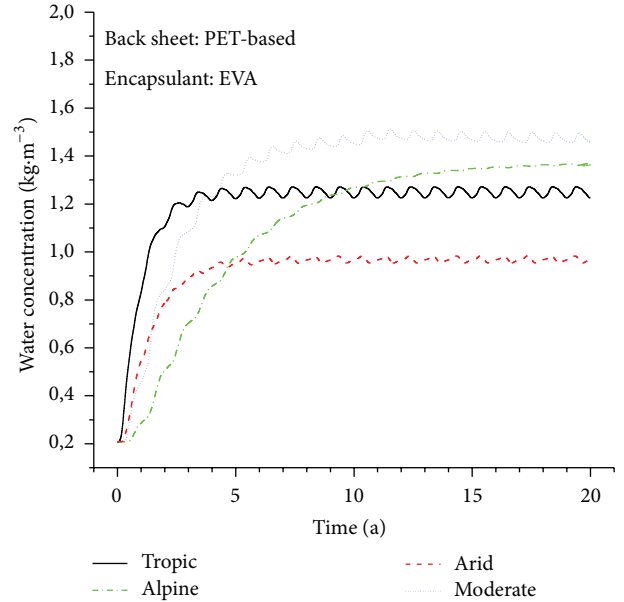 2,0
1,8
1,6
1,4
1,2
1,0
0,8
0,6
0,4
0,2
Water concentration (kg·m⁻³)
Back sheet: PET-based
Encapsulant: EVA
0 5 10 15 20
Time (a)
Tropic Arid
Alpine Moderate